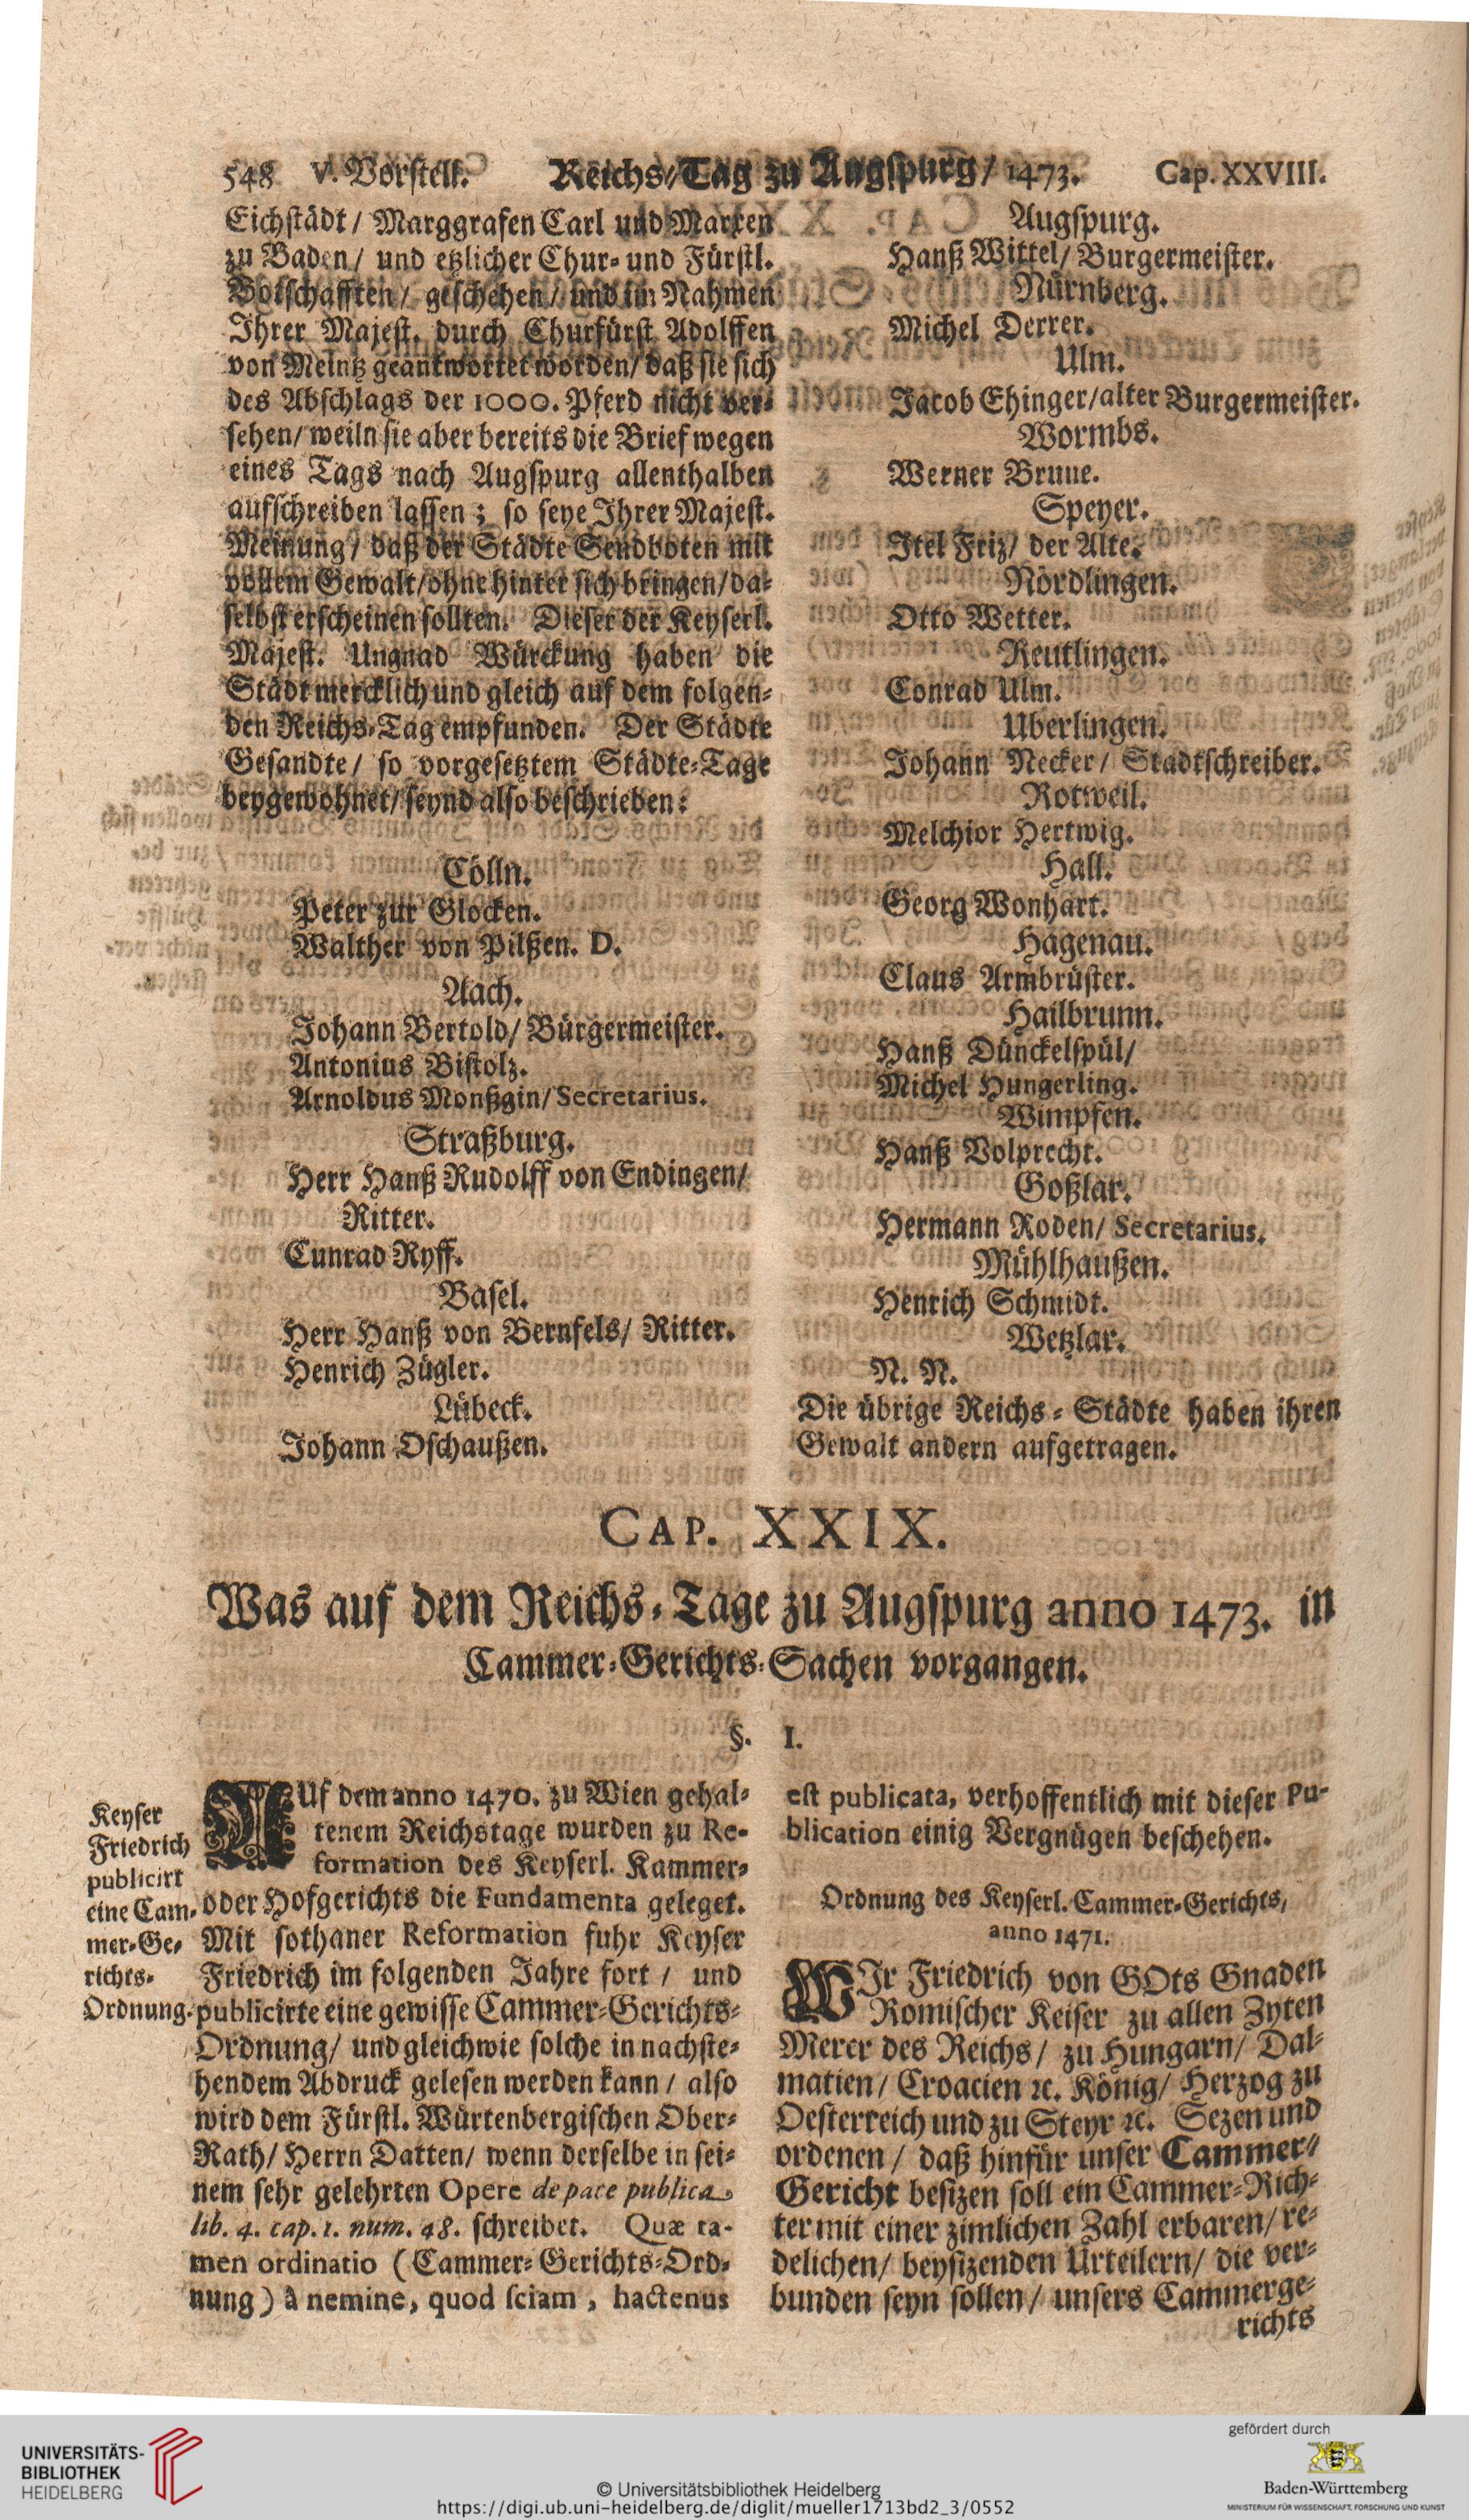 548 V. Vorstell. Reichs-Tag zu Augspurg/ 1473. Cap. XXVIII.
Eichstädt/ Marggrafen Carl und Marxen
zu Baden/ und etzlicher Chur- und Fürstl.
Botschafften/ geschehen/ und im Nahmen
Ihrer Majest. durch Churfürst Adolffen
von Meintz geantwortet worden/ daß sie sich
des Abschlags der 1000. Pferd nicht ver-
sehen/ weiln sie aber bereits die Brief wegen
eines Tags nach Augspurg allenthalben
aufschreiben lassen; so seye Ihrer Majest.
Meinung/ daß der Städte Sendboten mit
vollem Gewalt/ ohne hinter sich bringen/ da-
selbst erscheinen sollten. Dieser der Keyserl.
Majest. Ungnad Würckung haben die
Städt mercklich und gleich auf dem folgen-
den Reichs-Tag empfunden. Der Städte
Gesandte/ so vorgesetztem Städte-Tage
beygewohnet/ seynd also beschrieben:
Cölln.
Peter zur Glocken.
Walther von Pilßen. D.
Aach.
Johann Bertold/ Bürgermeister.
Antonius Bistolz.
Arnoldus Monßgin/ Secretarius.
Straßburg.
Herr Hanß Rudolff von Endingen/
Ritter.
Cunrad Ryff.
Basel.
Herr Hanß von Bernfels/ Ritter.
Henrich Zügler.
Lübeck.
Johann Oschaußen.
Augspurg.
Hanß Wittel/ Burgermeister.
Nürnberg.
Michel Derrer.
Ulm.
Jacob Ehinger/ alter Burgermeister.
Wormbs.
Werner Brune.
Speyer.
Itel Friz/ der Alte.
Nördlingen.
Otto Wetter.
Reutlingen.
Conrad Ulm.
Uberlingen.
Johann Necker/ Stadtschreiber.
Rotweil.
Melchior Hertwig.
Hall.
Georg Wonhart.
Hagenau.
Claus Armbrüster.
Hailbrunn.
Hanß Dünckelspül/
Michel Hungerling.
Wimpfen.
Hanß Volprecht.
Goßlar.
Hermann Roden/ Secretarius.
Mühlhaußen.
Henrich Schmidt.
Wetzlar.
N. N.
Die übrige Reichs-Städte haben ihren
Gewalt andern aufgetragen.
CAP. XXIX.
Was auf dem Reichs-Tage zu Augspurg anno 1473. in
Cammer-Gerichts-Sachen vorgangen.
§. I.
Keyser
Friedrich
publicirt
eine Cam-
mer-Ge-
richts-
Ordnung.
AUf dem anno 1470. zu Wien gehal-
tenem Reichstage wurden zu Re-
formation des Keyserl. Kammer-
oder Hofgerichts die Fundamenta geleget.
Mit sothaner Reformation fuhr Keyser
Friedrich im folgenden Jahre fort/ und
publicirte eine gewisse Cammer-Gerichts-
Ordnung/ und gleichwie solche in nachste-
hendem Abdruck gelesen werden kann/ also
wird dem Fürstl. Würtenbergischen Ober-
Rath/ Herrn Datten/ wenn derselbe in sei-
nem sehr gelehrten Opere de pace publica
lib. 4. cap. 1. num. 48. schreibet. Quæ ta-
men ordinatio (Cammer-Gerichts-Ord-
nung) à nemine, quod sciam, hactenus
est publicata, verhoffentlich mit dieser Pu-
blication einig Vergnügen beschehen.
Ordnung des Keyserl. Cammer-Gerichts,
anno 1471.
WIr Friedrich von GOts Gnaden
Romischer Keiser zu allen Zyten
Merer des Reichs/ zu Hungarn/ Dal-
matien/ Croacien ꝛc. König/ Herzog zu
Oesterreich und zu Steyr ꝛc. Sezen und
ordenen/ daß hinfür unser Cammer-
Gericht besizen soll ein Cammer-Rich-
ter mit einer zimlichen Zahl erbaren/ re-
delichen/ beysizenden Urteilern/ die ver-
bunden seyn sollen/ unsers Cammerge-
richts
UNIVERSITÄTS-
BIBLIOTHEK
HEIDELBERG
© Universitätsbibliothek Heidelberg
https://digi.ub.uni-heidelberg.de/diglit/mueller1713bd2_3/0552
gefördert durch
Baden-Württemberg
MINISTERIUM FÜR WISSENSCHAFT, FORSCHUNG UND KUNST